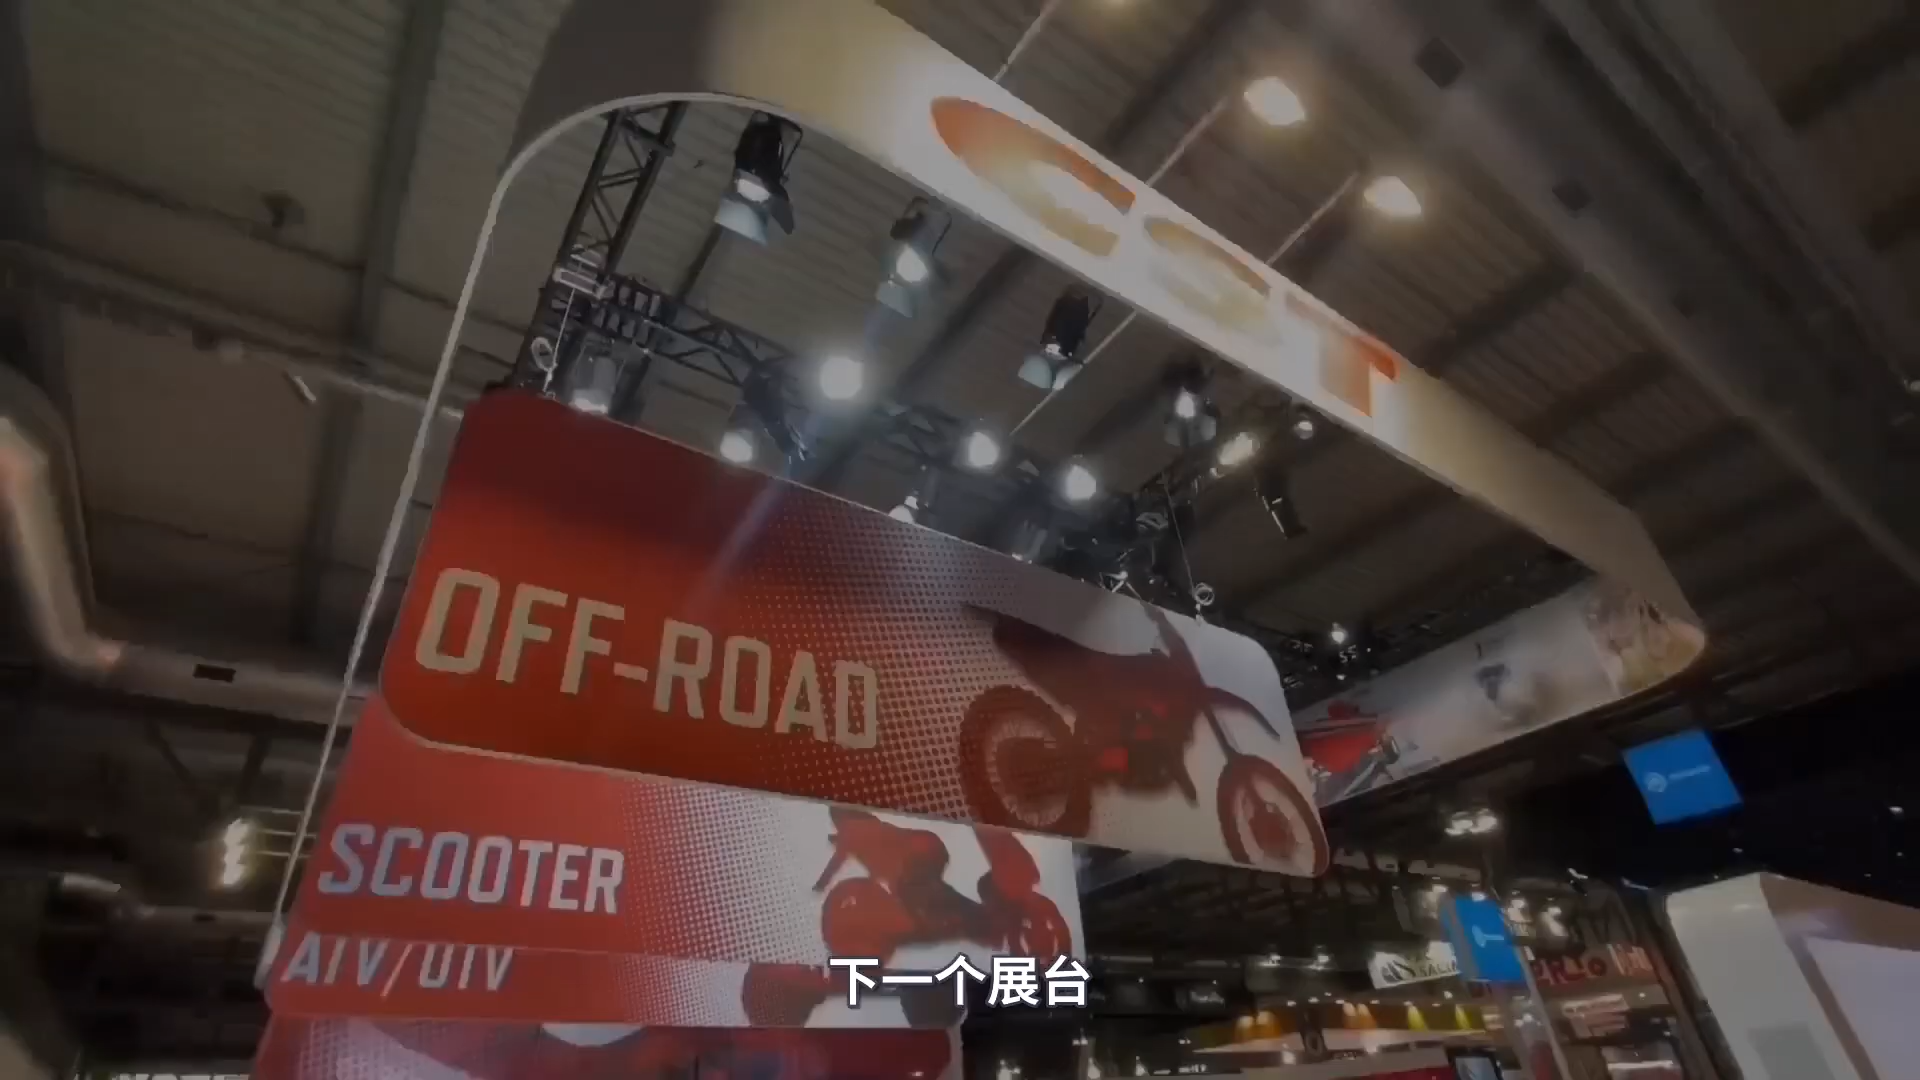 CST
OFF-ROAD
SCOOTER
ATV/UTV
下一个展台